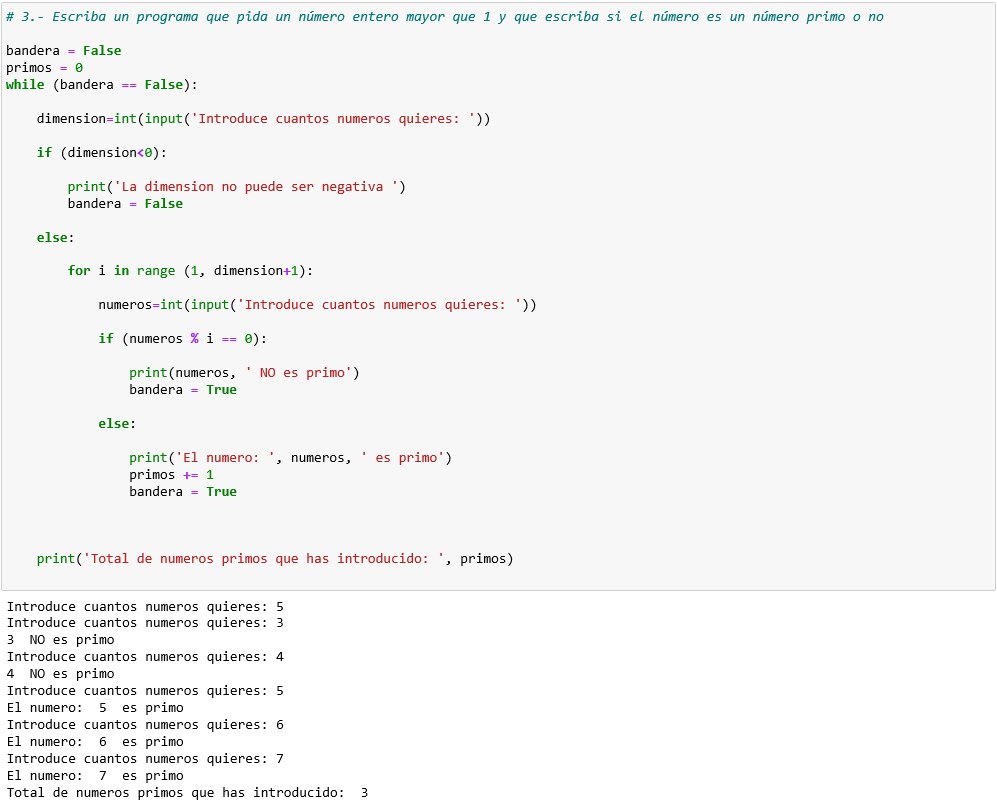 # 3.- Escriba un programa que pida un número entero mayor que 1 y que escriba si el número es un número primo o no
bandera = False
primos = 0
while (bandera == False):
    dimension=int(input('Introduce cuantos numeros quieres: '))
    if (dimension<0):
        print('La dimension no puede ser negativa ')
        bandera = False
    else:
        for i in range (1, dimension+1):
            numeros=int(input('Introduce cuantos numeros quieres: '))
            if (numeros % i == 0):
                print(numeros, ' NO es primo')
                bandera = True
            else:
                print('El numero: ', numeros, ' es primo')
                primos += 1
                bandera = True
    print('Total de numeros primos que has introducido: ', primos)
Introduce cuantos numeros quieres: 5
Introduce cuantos numeros quieres: 3
3  NO es primo
Introduce cuantos numeros quieres: 4
4  NO es primo
Introduce cuantos numeros quieres: 5
El numero:  5  es primo
Introduce cuantos numeros quieres: 6
El numero:  6  es primo
Introduce cuantos numeros quieres: 7
El numero:  7  es primo
Total de numeros primos que has introducido:  3